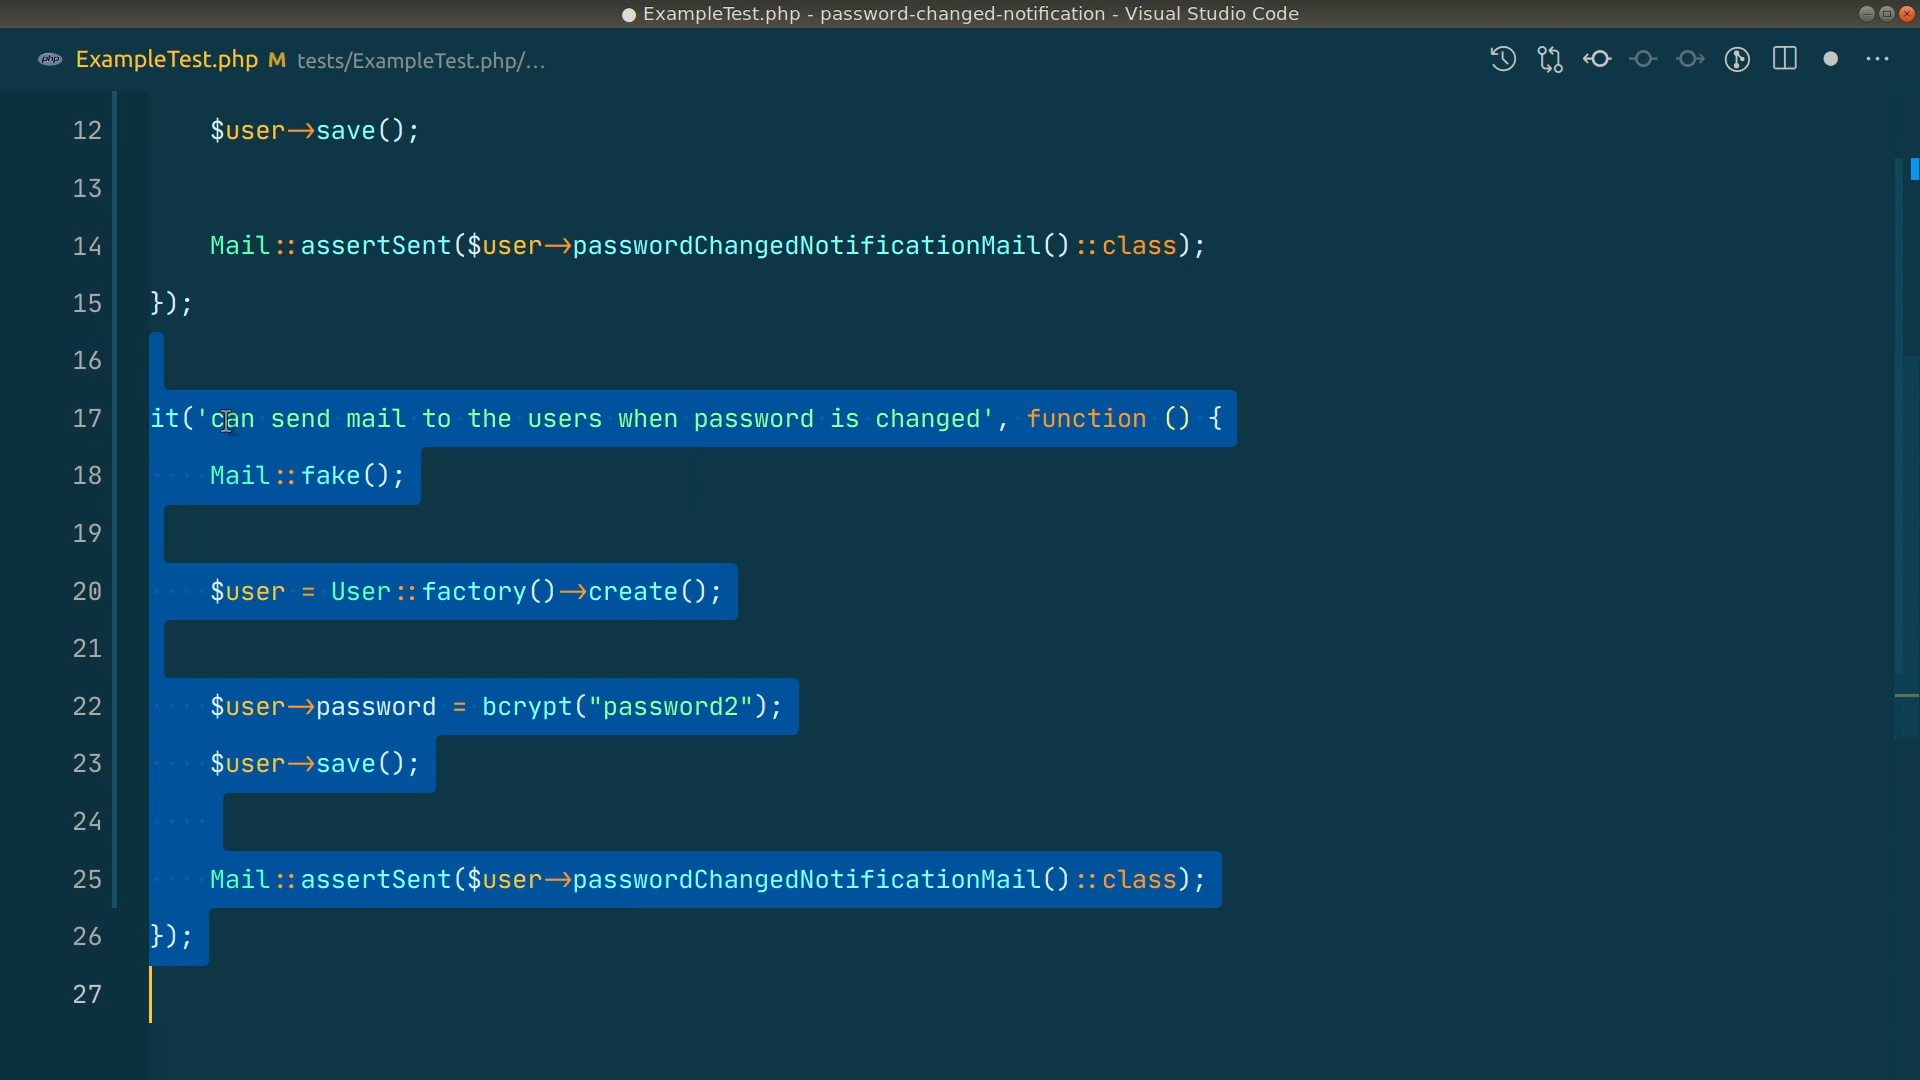 ● ExampleTest.php - password-changed-notification - Visual Studio Code
php ExampleTest.php M tests/ExampleTest.php/...
12 $user->save();
13
14 Mail::assertSent($user->passwordChangedNotificationMail()::class);
15 });
16
17 it('can send mail to the users when password is changed', function () {
18 Mail::fake();
19
20 $user = User::factory()->create();
21
22 $user->password = bcrypt("password2");
23 $user->save();
24
25 Mail::assertSent($user->passwordChangedNotificationMail()::class);
26 });
27